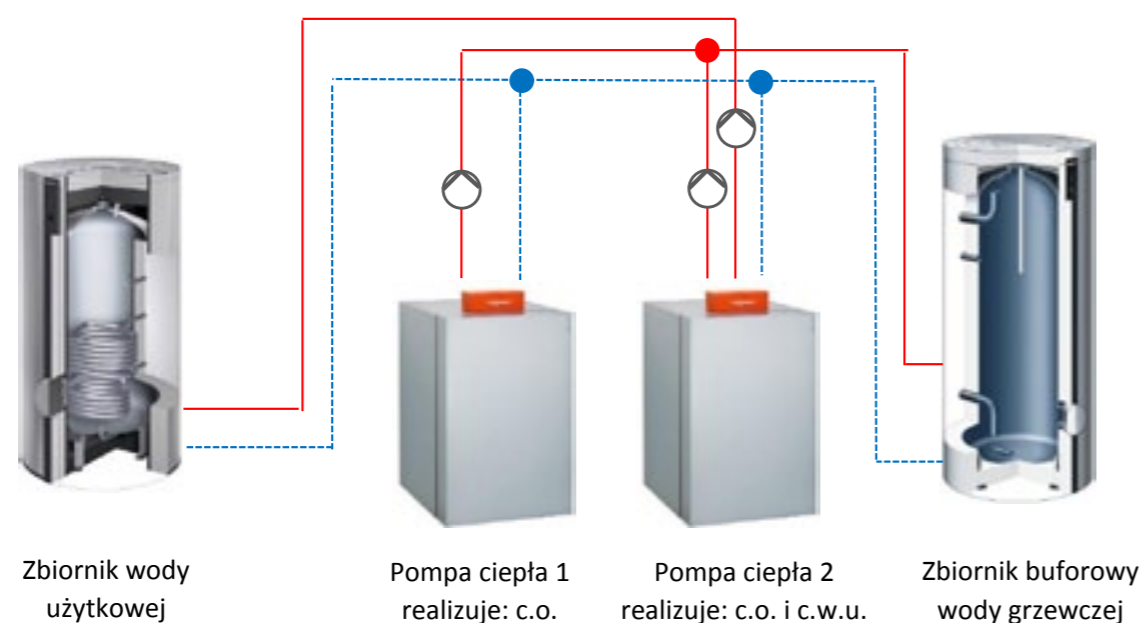 Zbiornik wody
użytkowej
Pompa ciepła 1
realizuje: c.o.
Pompa ciepła 2
realizuje: c.o. i c.w.u.
Zbiornik buforowy
wody grzewczej